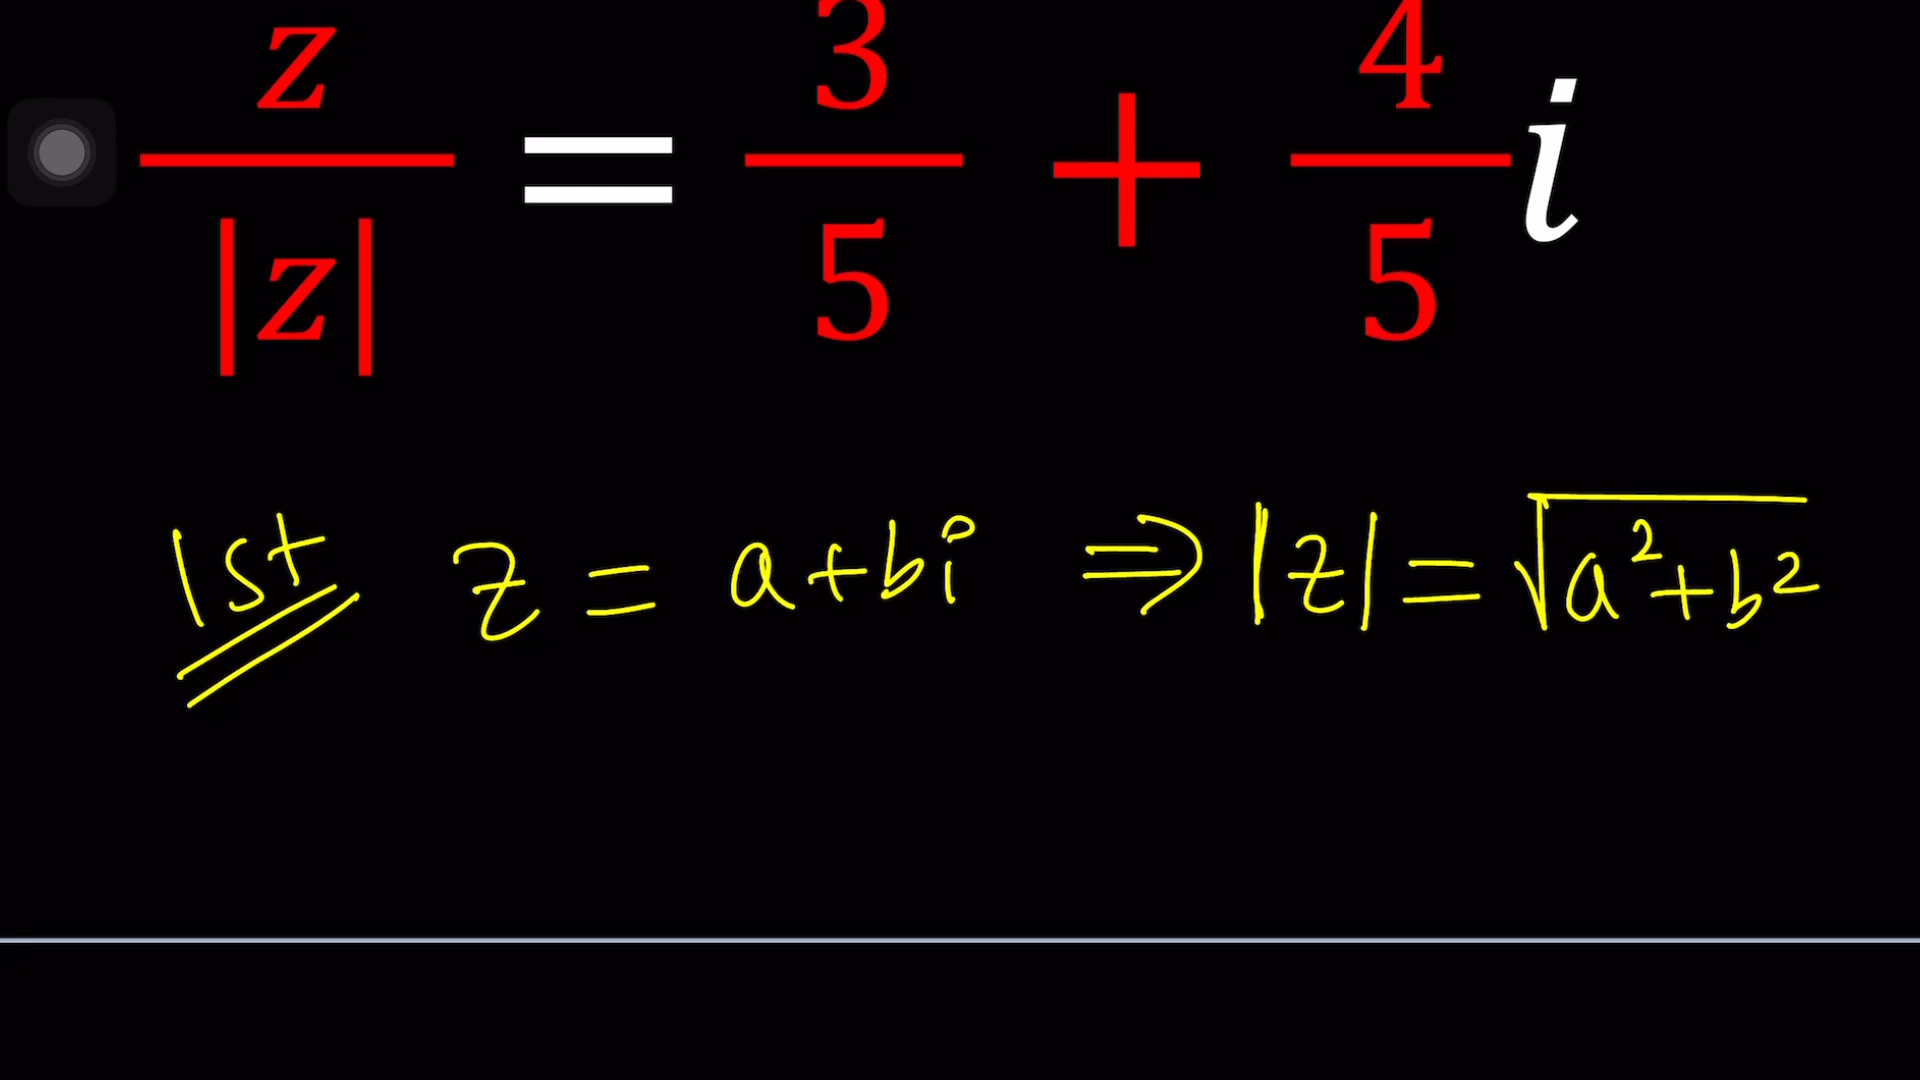 z/|z| = 3/5 + 4/5 i
1st z = a+bi ⇒ |z| = √a²+b²